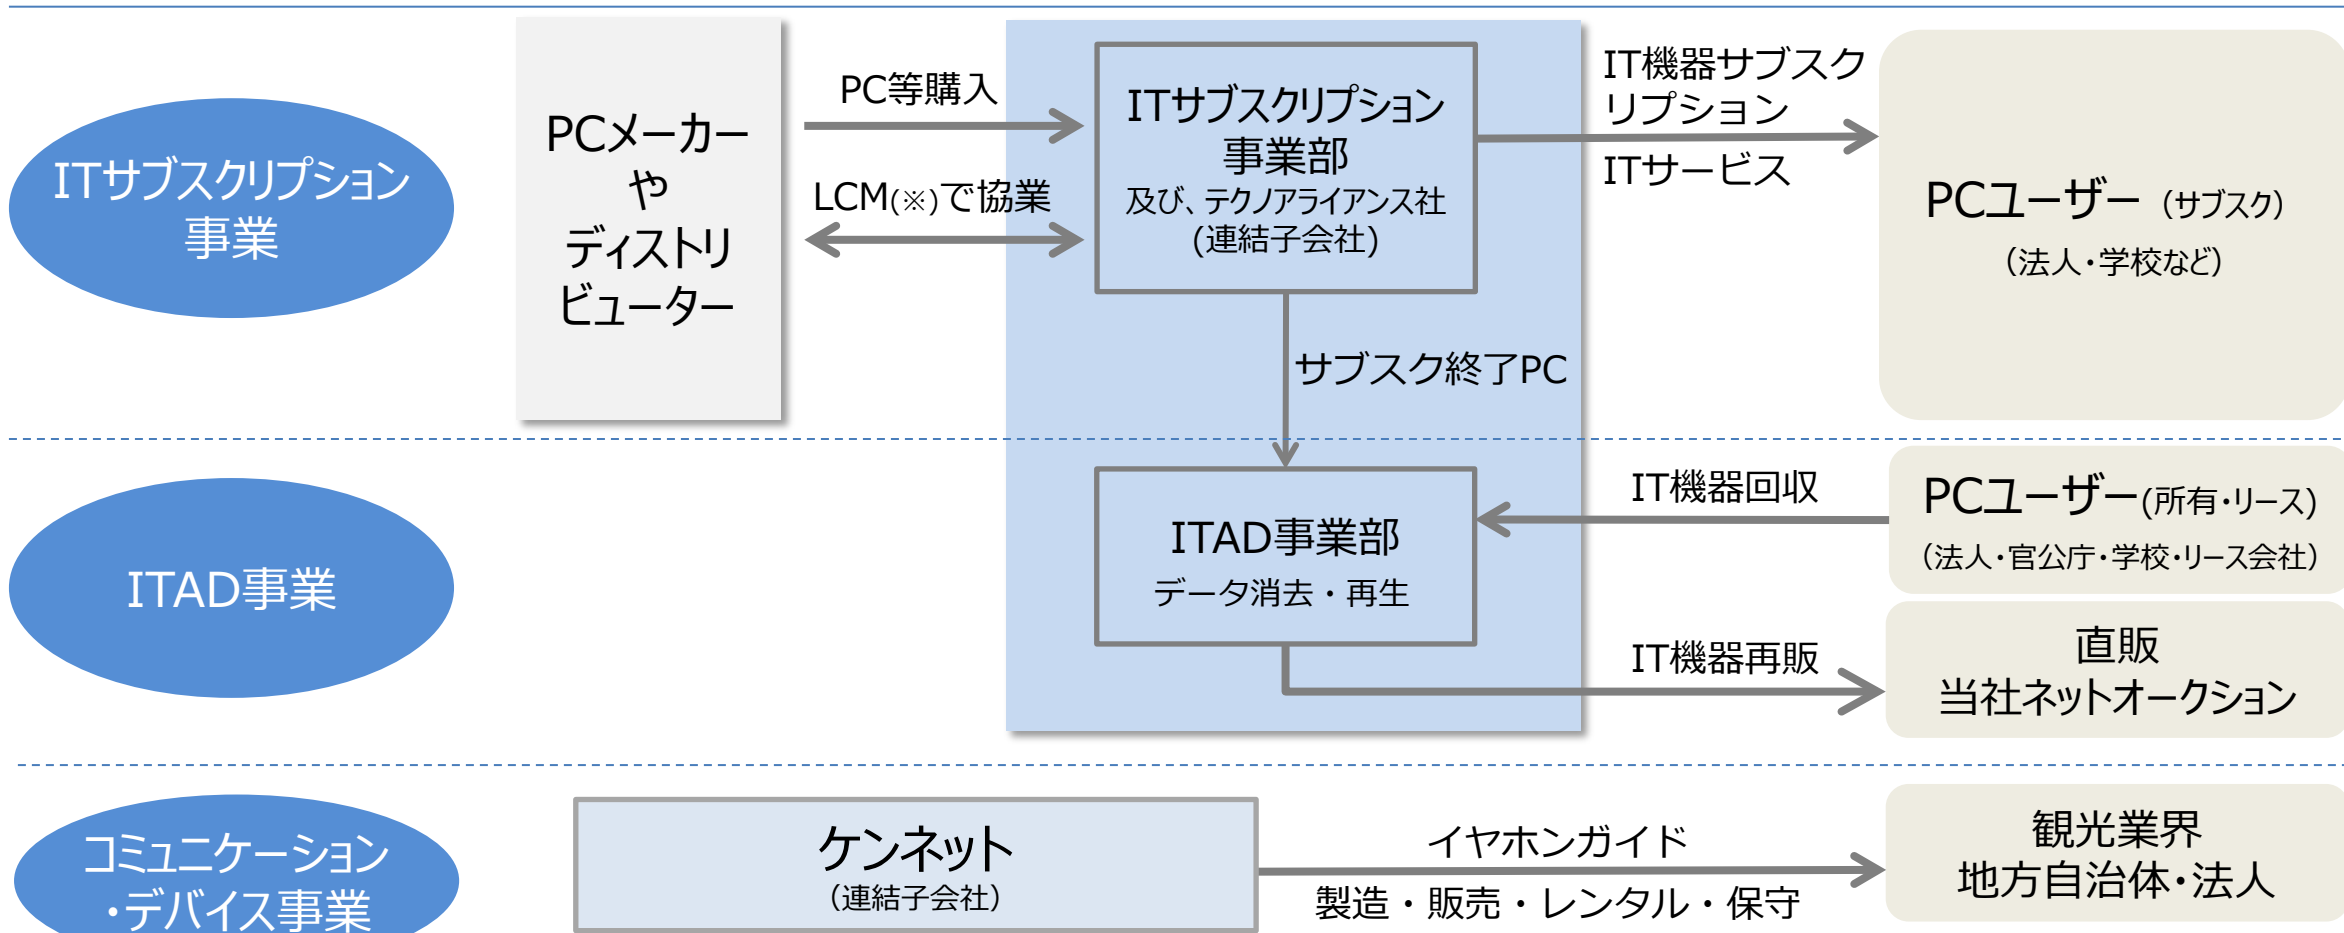 ITサブスクリプション
事業
PCメーカー
や
ディストリ
ビューター
PC等購入
LCM(※)で協業
ITサブスクリプション
事業部
及び、テクノアライアンス社
(連結子会社)
IT機器サブスク
リプション
ITサービス
PCユーザー（サブスク）
（法人・学校など）
サブスク終了PC
ITAD事業
ITAD事業部
データ消去・再生
IT機器回収
PCユーザー(所有・リース)
（法人・官公庁・学校・リース会社）
IT機器再販
直販
当社ネットオークション
コミュニケーション
・デバイス事業
ケンネット
（連結子会社）
イヤホンガイド
製造・販売・レンタル・保守
観光業界
地方自治体・法人